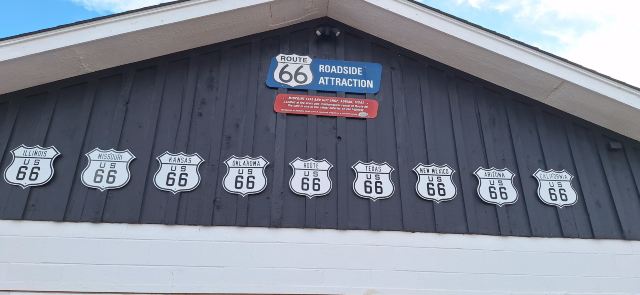 ROUTE
66
ROADSIDE
ATTRACTION
ILLINOIS
US
66
MISSOURI
US
66
KANSAS
US
66
OKLAHOMA
US
66
ROUTE
US
66
TEXAS
US
66
NEW MEXICO
US
66
ARIZONA
US
66
CALIFORNIA
US
66